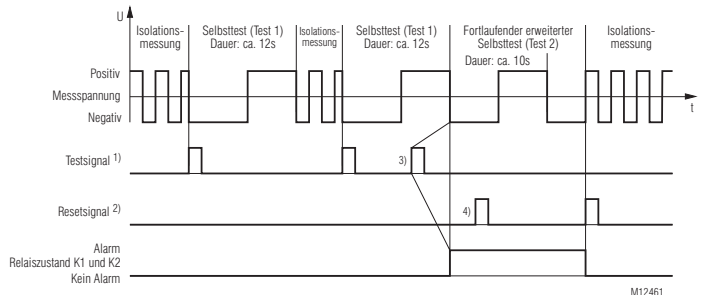 U
Isolations-
messung
Selbsttest (Test 1)
Dauer: ca. 12s
Isolations-
messung
Selbsttest (Test 1)
Dauer: ca. 12s
Fortlaufender erweiterter
Selbsttest (Test 2)
Dauer: ca. 10s
Isolations-
messung
Positiv
Messspannung
Negativ
t
Testsignal 1)
3)
Resetsignal 2)
4)
Alarm
Relaiszustand K1 und K2
Kein Alarm
M12461